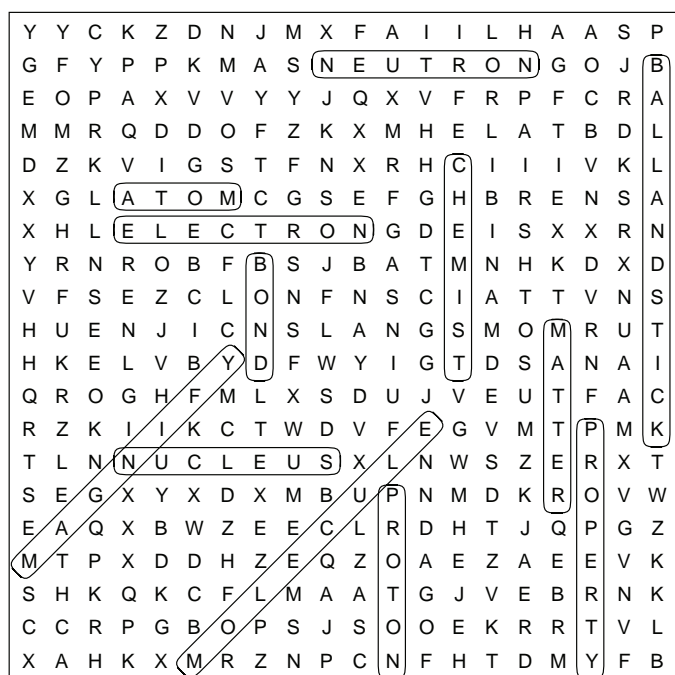 Y Y C K Z D N J M X F A I I L H A A S P
G F Y P P K M A S N E U T R O N G O J B
E O P A X V V Y Y J Q X V F R P F C R A
M M R Q D D O F Z K X M H E L A T B D L
D Z K V I G S T F N X R H C I I I V K L
X G L A T O M C G S E F G H B R E N S A
X H L E L E C T R O N G D E I S X X R N
Y R N R O B F B S J B A T M N H K D X D
V F S E Z C L O N F N S C I A T T V N S
H U E N J I C N S L A N G S M O M R U T
H K E L V B Y D F W Y I G T D S A N A I
Q R O G H F M L X S D U J V E U T F A C
R Z K I I K C T W D V F E G V M T P M K
T L N N U C L E U S X L N W S Z E R X T
S E G X Y X D X M B U P N M D K R O V W
E A Q X B W Z E E C L R D H T J Q P G Z
M T P X D D H Z E Q Z O A E Z A E E V K
S H K Q K C F L M A A T G J V E B R N K
C C R P G B O P S J S O O E K R R T V L
X A H K X M R Z N P C N F H T D M Y F B